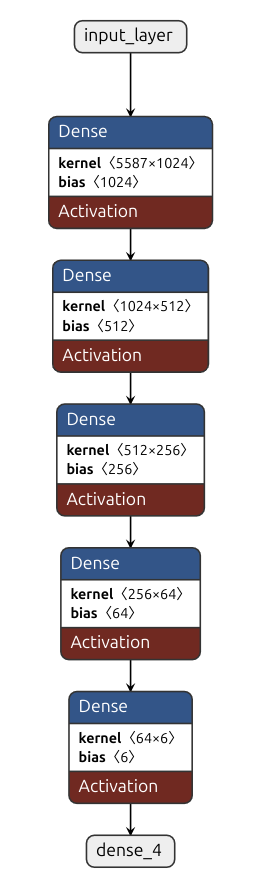 input_layer
Dense
kernel〈5587×1024〉
bias〈1024〉
Activation
Dense
kernel〈1024×512〉
bias〈512〉
Activation
Dense
kernel〈512×256〉
bias〈256〉
Activation
Dense
kernel〈256×64〉
bias〈64〉
Activation
Dense
kernel〈64×6〉
bias〈6〉
Activation
dense_4